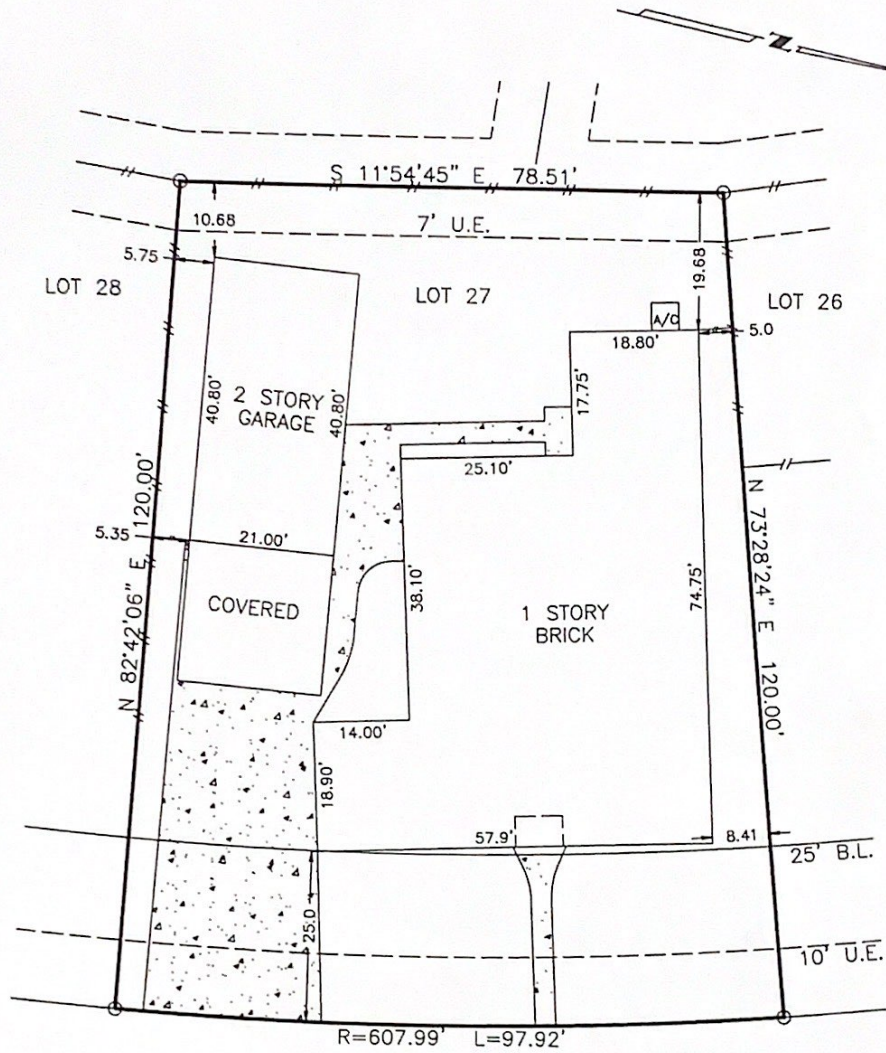 N
S 11°54'45" E 78.51'
10.68
7' U.E.
5.75
19.68
LOT 28
LOT 27
LOT 26
A/C
5.0
18.80'
17.75'
40.80'
2 STORY
GARAGE
40.80'
25.10'
N 82°42'06" E 120.00'
N 73°28'24" E 120.00'
5.35
21.00'
COVERED
38.10'
1 STORY
BRICK
74.75'
14.00'
18.90'
57.9'
8.41
25' B.L.
25.0
10' U.E.
R=607.99' L=97.92'